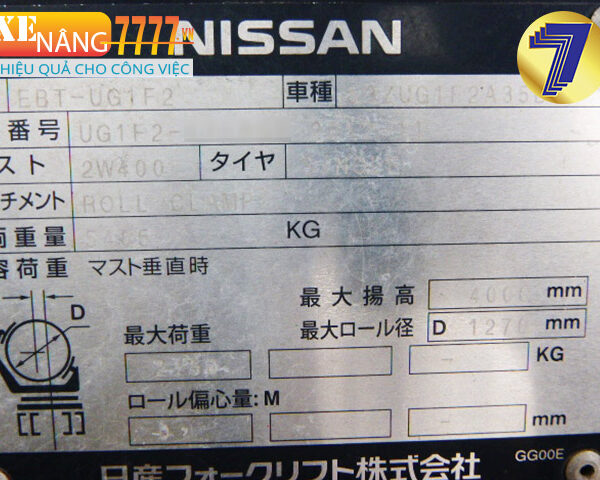 XE
NÂNG7777.VN
HIỆU QUẢ CHO CÔNG VIỆC
NISSAN
7
EBT-UG1F2 車種
番号 UG1F2-
スト 2W400 タイヤ
チメント ROLL CLAMP
両重量 KG
容荷重 マスト垂直時
最大揚高 4000 mm
D 最大荷重 最大ロール径 D 1270 mm
- KG
ロール偏心量: M
- mm
日産フォークリフト株式会社 GG00E